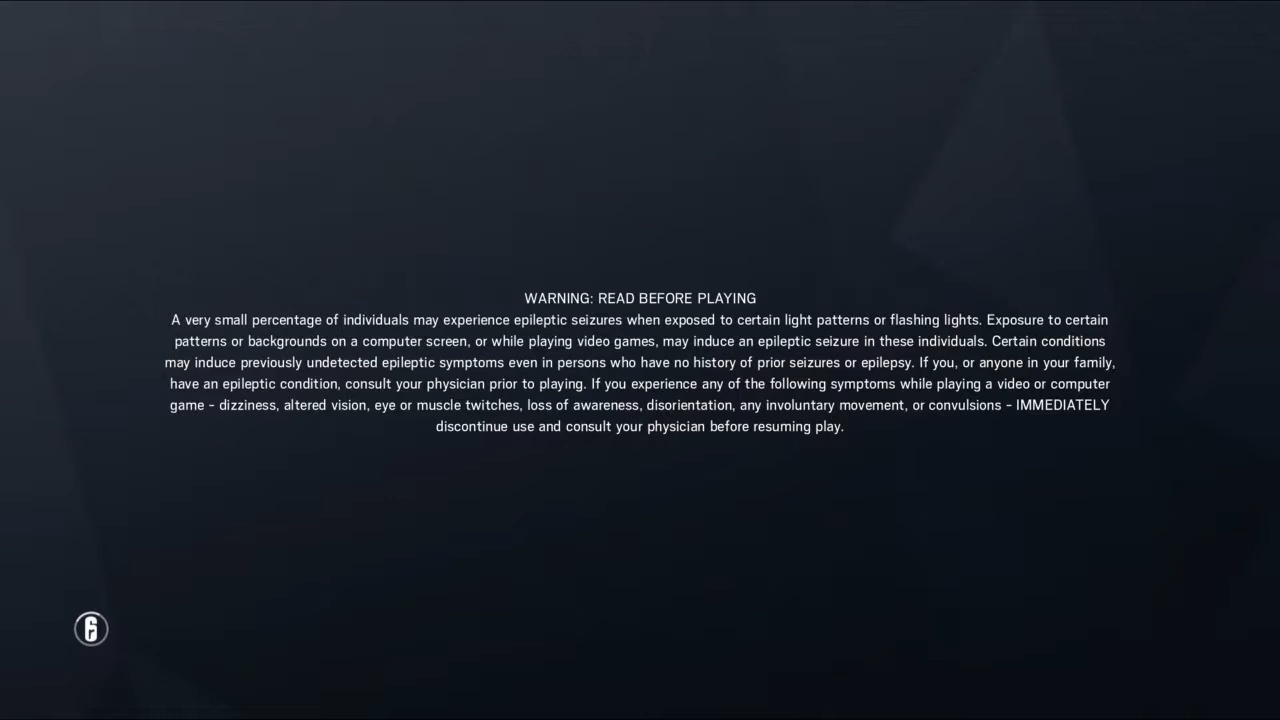 WARNING: READ BEFORE PLAYING
A very small percentage of individuals may experience epileptic seizures when exposed to certain light patterns or flashing lights. Exposure to certain
patterns or backgrounds on a computer screen, or while playing video games, may induce an epileptic seizure in these individuals. Certain conditions
may induce previously undetected epileptic symptoms even in persons who have no history of prior seizures or epilepsy. If you, or anyone in your family,
have an epileptic condition, consult your physician prior to playing. If you experience any of the following symptoms while playing a video or computer
game - dizziness, altered vision, eye or muscle twitches, loss of awareness, disorientation, any involuntary movement, or convulsions - IMMEDIATELY
discontinue use and consult your physician before resuming play.
6